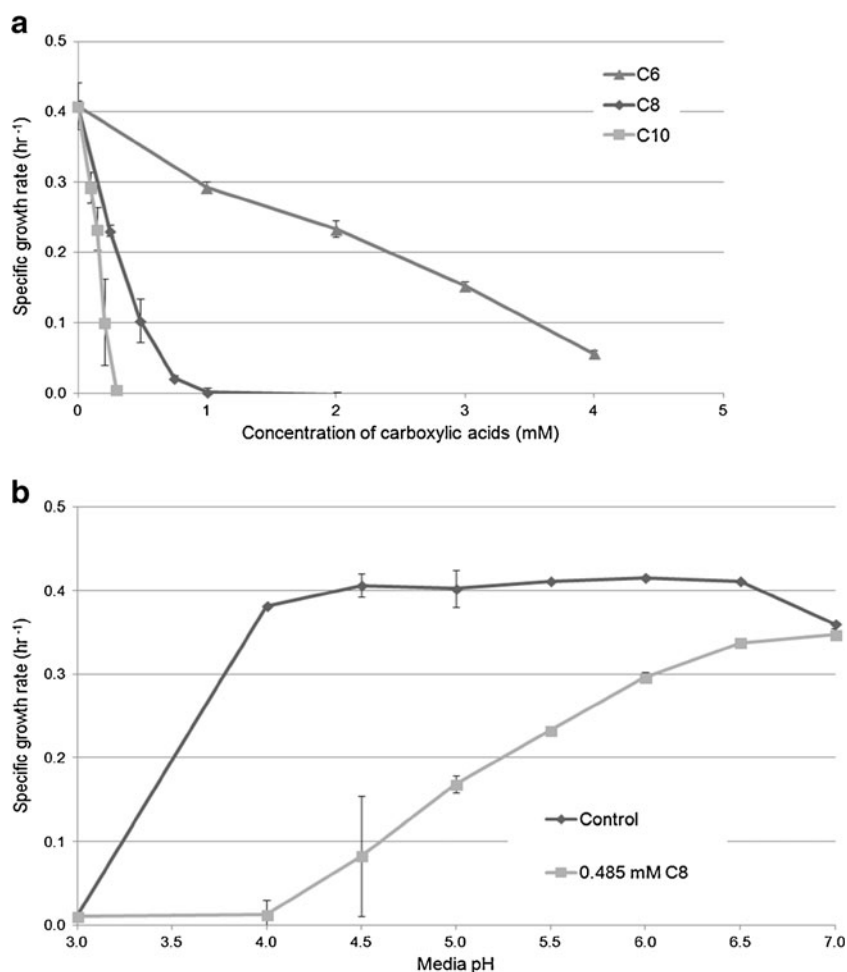 a
0.5
0.4
0.3
0.2
0.1
0.0
Specific growth rate (hr⁻¹)
C6
C8
C10
0 1 2 3 4 5
Concentration of carboxylic acids (mM)
b
0.5
0.4
0.3
0.2
0.1
0.0
Specific growth rate (hr⁻¹)
Control
0.485 mM C8
3.0 3.5 4.0 4.5 5.0 5.5 6.0 6.5 7.0
Media pH